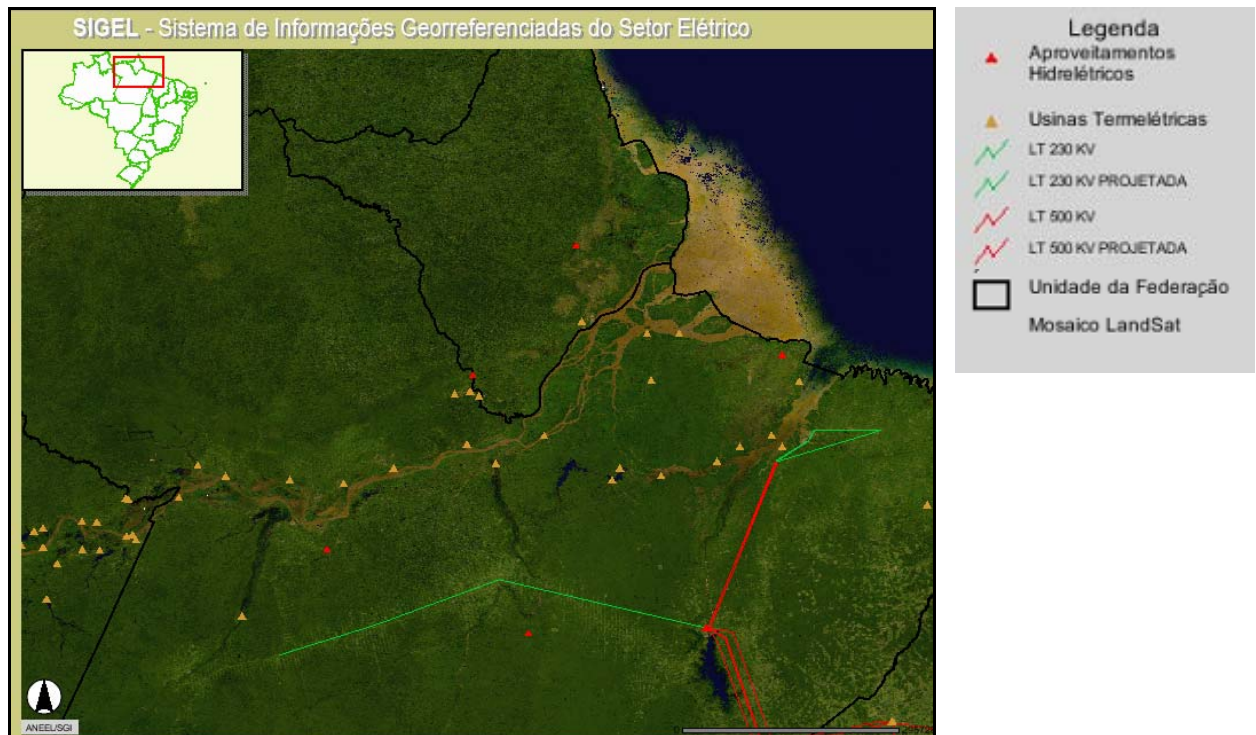 SIGEL - Sistema de Informações Georreferenciadas do Setor Elétrico
ANEEL/SGI
0
Legenda
Aproveitamentos
Hidrelétricos
Usinas Termelétricas
LT 230 KV
LT 230 KV PROJETADA
LT 500 KV
LT 500 KV PROJETADA
Unidade da Federação
Mosaico LandSat